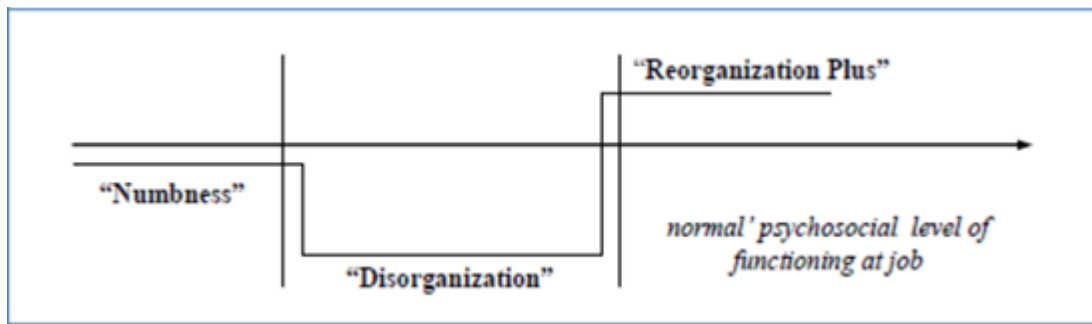 “Reorganization Plus”
“Numbness”
normal’ psychosocial level of
functioning at job
“Disorganization”